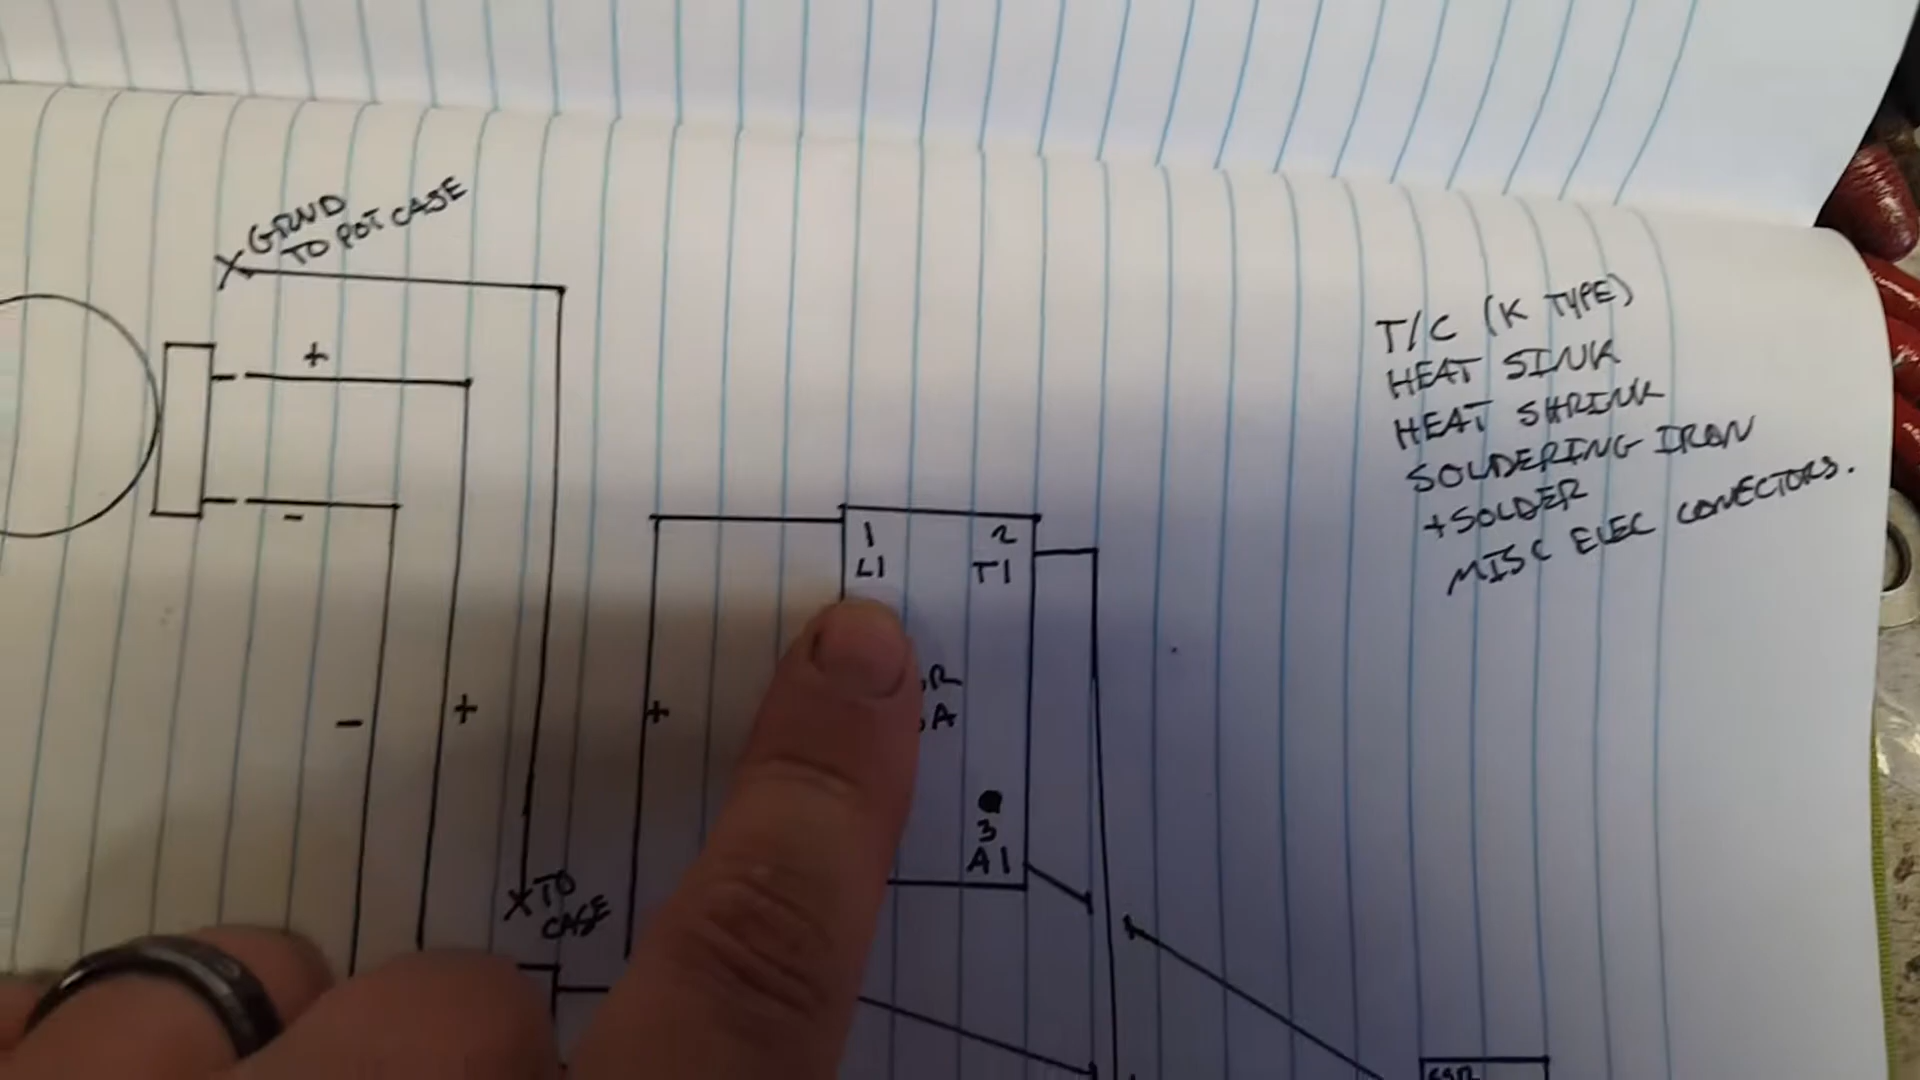 X GRND
TO POT CASE
+
-
-
+
X TO
CASE
+
1 2
L1 T1
3
A1
T/C (K TYPE)
HEAT SINK
HEAT SHRINK
SOLDERING IRON
+ SOLDER
MISC ELEC CONECTORS.
SSR